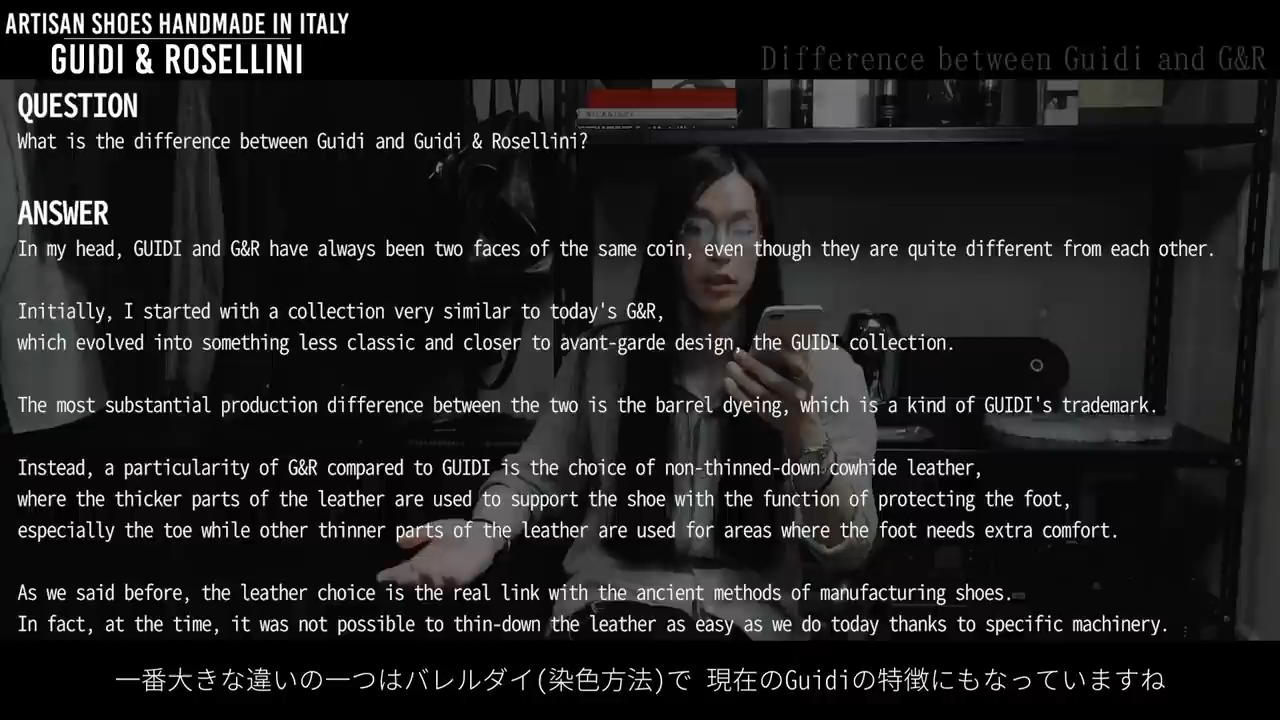 ARTISAN SHOES HANDMADE IN ITALY
GUIDI & ROSELLINI
Difference between Guidi and G&R
QUESTION
What is the difference between Guidi and Guidi & Rosellini?
ANSWER
In my head, GUIDI and G&R have always been two faces of the same coin, even though they are quite different from each other.
Initially, I started with a collection very similar to today's G&R,
which evolved into something less classic and closer to avant-garde design, the GUIDI collection.
The most substantial production difference between the two is the barrel dyeing, which is a kind of GUIDI's trademark.
Instead, a particularity of G&R compared to GUIDI is the choice of non-thinned-down cowhide leather,
where the thicker parts of the leather are used to support the shoe with the function of protecting the foot,
especially the toe while other thinner parts of the leather are used for areas where the foot needs extra comfort.
As we said before, the leather choice is the real link with the ancient methods of manufacturing shoes.
In fact, at the time, it was not possible to thin-down the leather as easy as we do today thanks to specific machinery.
一番大きな違いの一つはバレルダイ(染色方法)で 現在のGuidiの特徴にもなっていますね